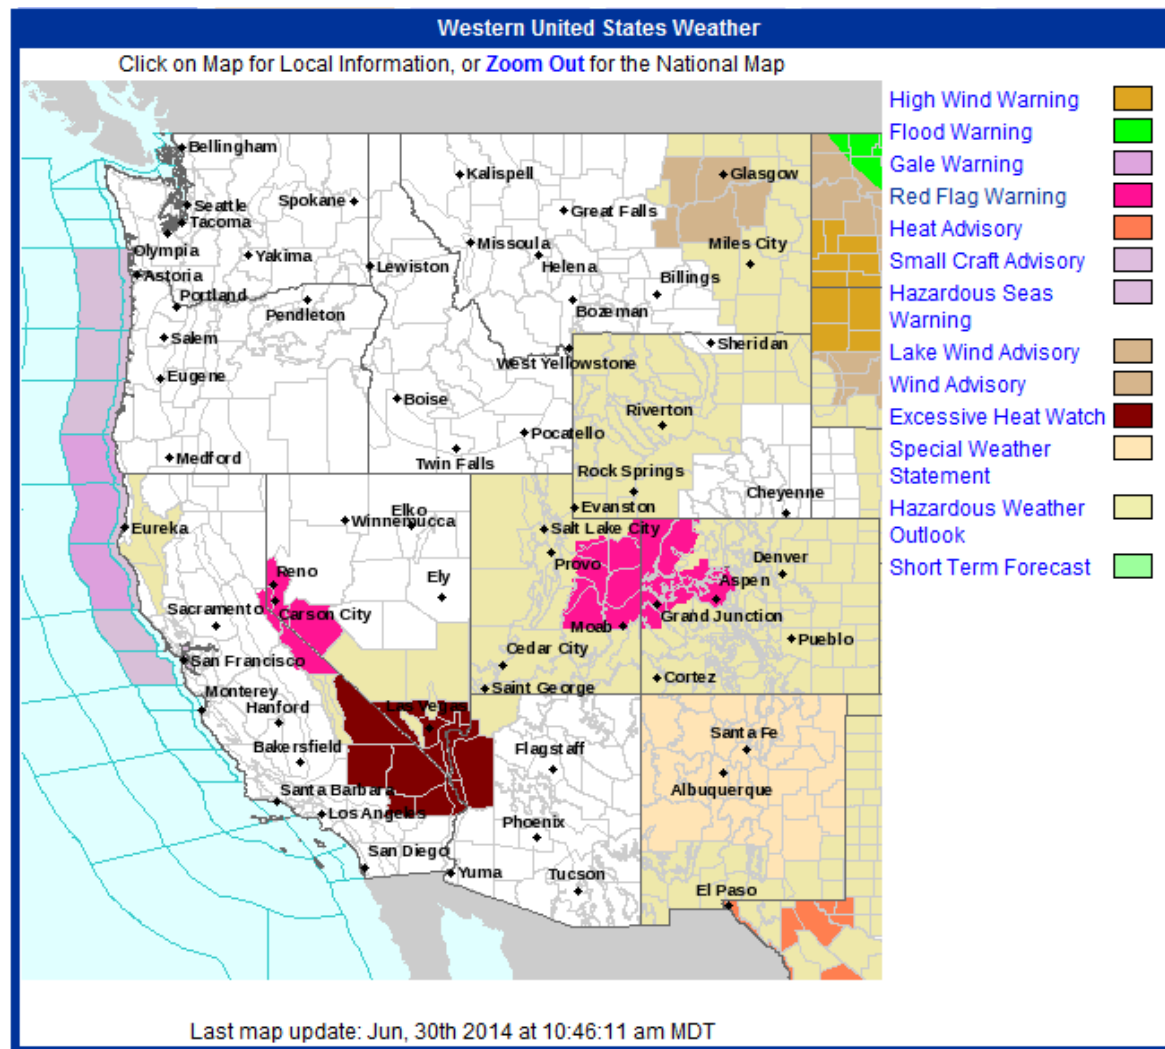 Western United States Weather
Click on Map for Local Information, or Zoom Out for the National Map
High Wind Warning
Flood Warning
Gale Warning
Red Flag Warning
Heat Advisory
Small Craft Advisory
Hazardous Seas
Warning
Lake Wind Advisory
Wind Advisory
Excessive Heat Watch
Special Weather
Statement
Hazardous Weather
Outlook
Short Term Forecast
Bellingham
Kalispell
Glasgow
Seattle
Spokane
Great Falls
Tacoma
Olympia
Yakima
Missoula
Miles City
Astoria
Lewiston
Helena
Billings
Portland
Pendleton
Bozeman
Salem
Sheridan
West Yellowstone
Eugene
Boise
Riverton
Pocatello
Medford
Twin Falls
Rock Springs
Cheyenne
Elko
Evanston
Eureka
Winnemucca
Salt Lake City
Provo
Denver
Reno
Ely
Aspen
Sacramento
Carson City
Grand Junction
Moab
Pueblo
San Francisco
Cedar City
Cortez
Monterey
Saint George
Hanford
Las Vegas
Santa Fe
Bakersfield
Flagstaff
Albuquerque
Santa Barbara
Los Angeles
Phoenix
San Diego
Yuma
Tucson
El Paso
Last map update: Jun, 30th 2014 at 10:46:11 am MDT